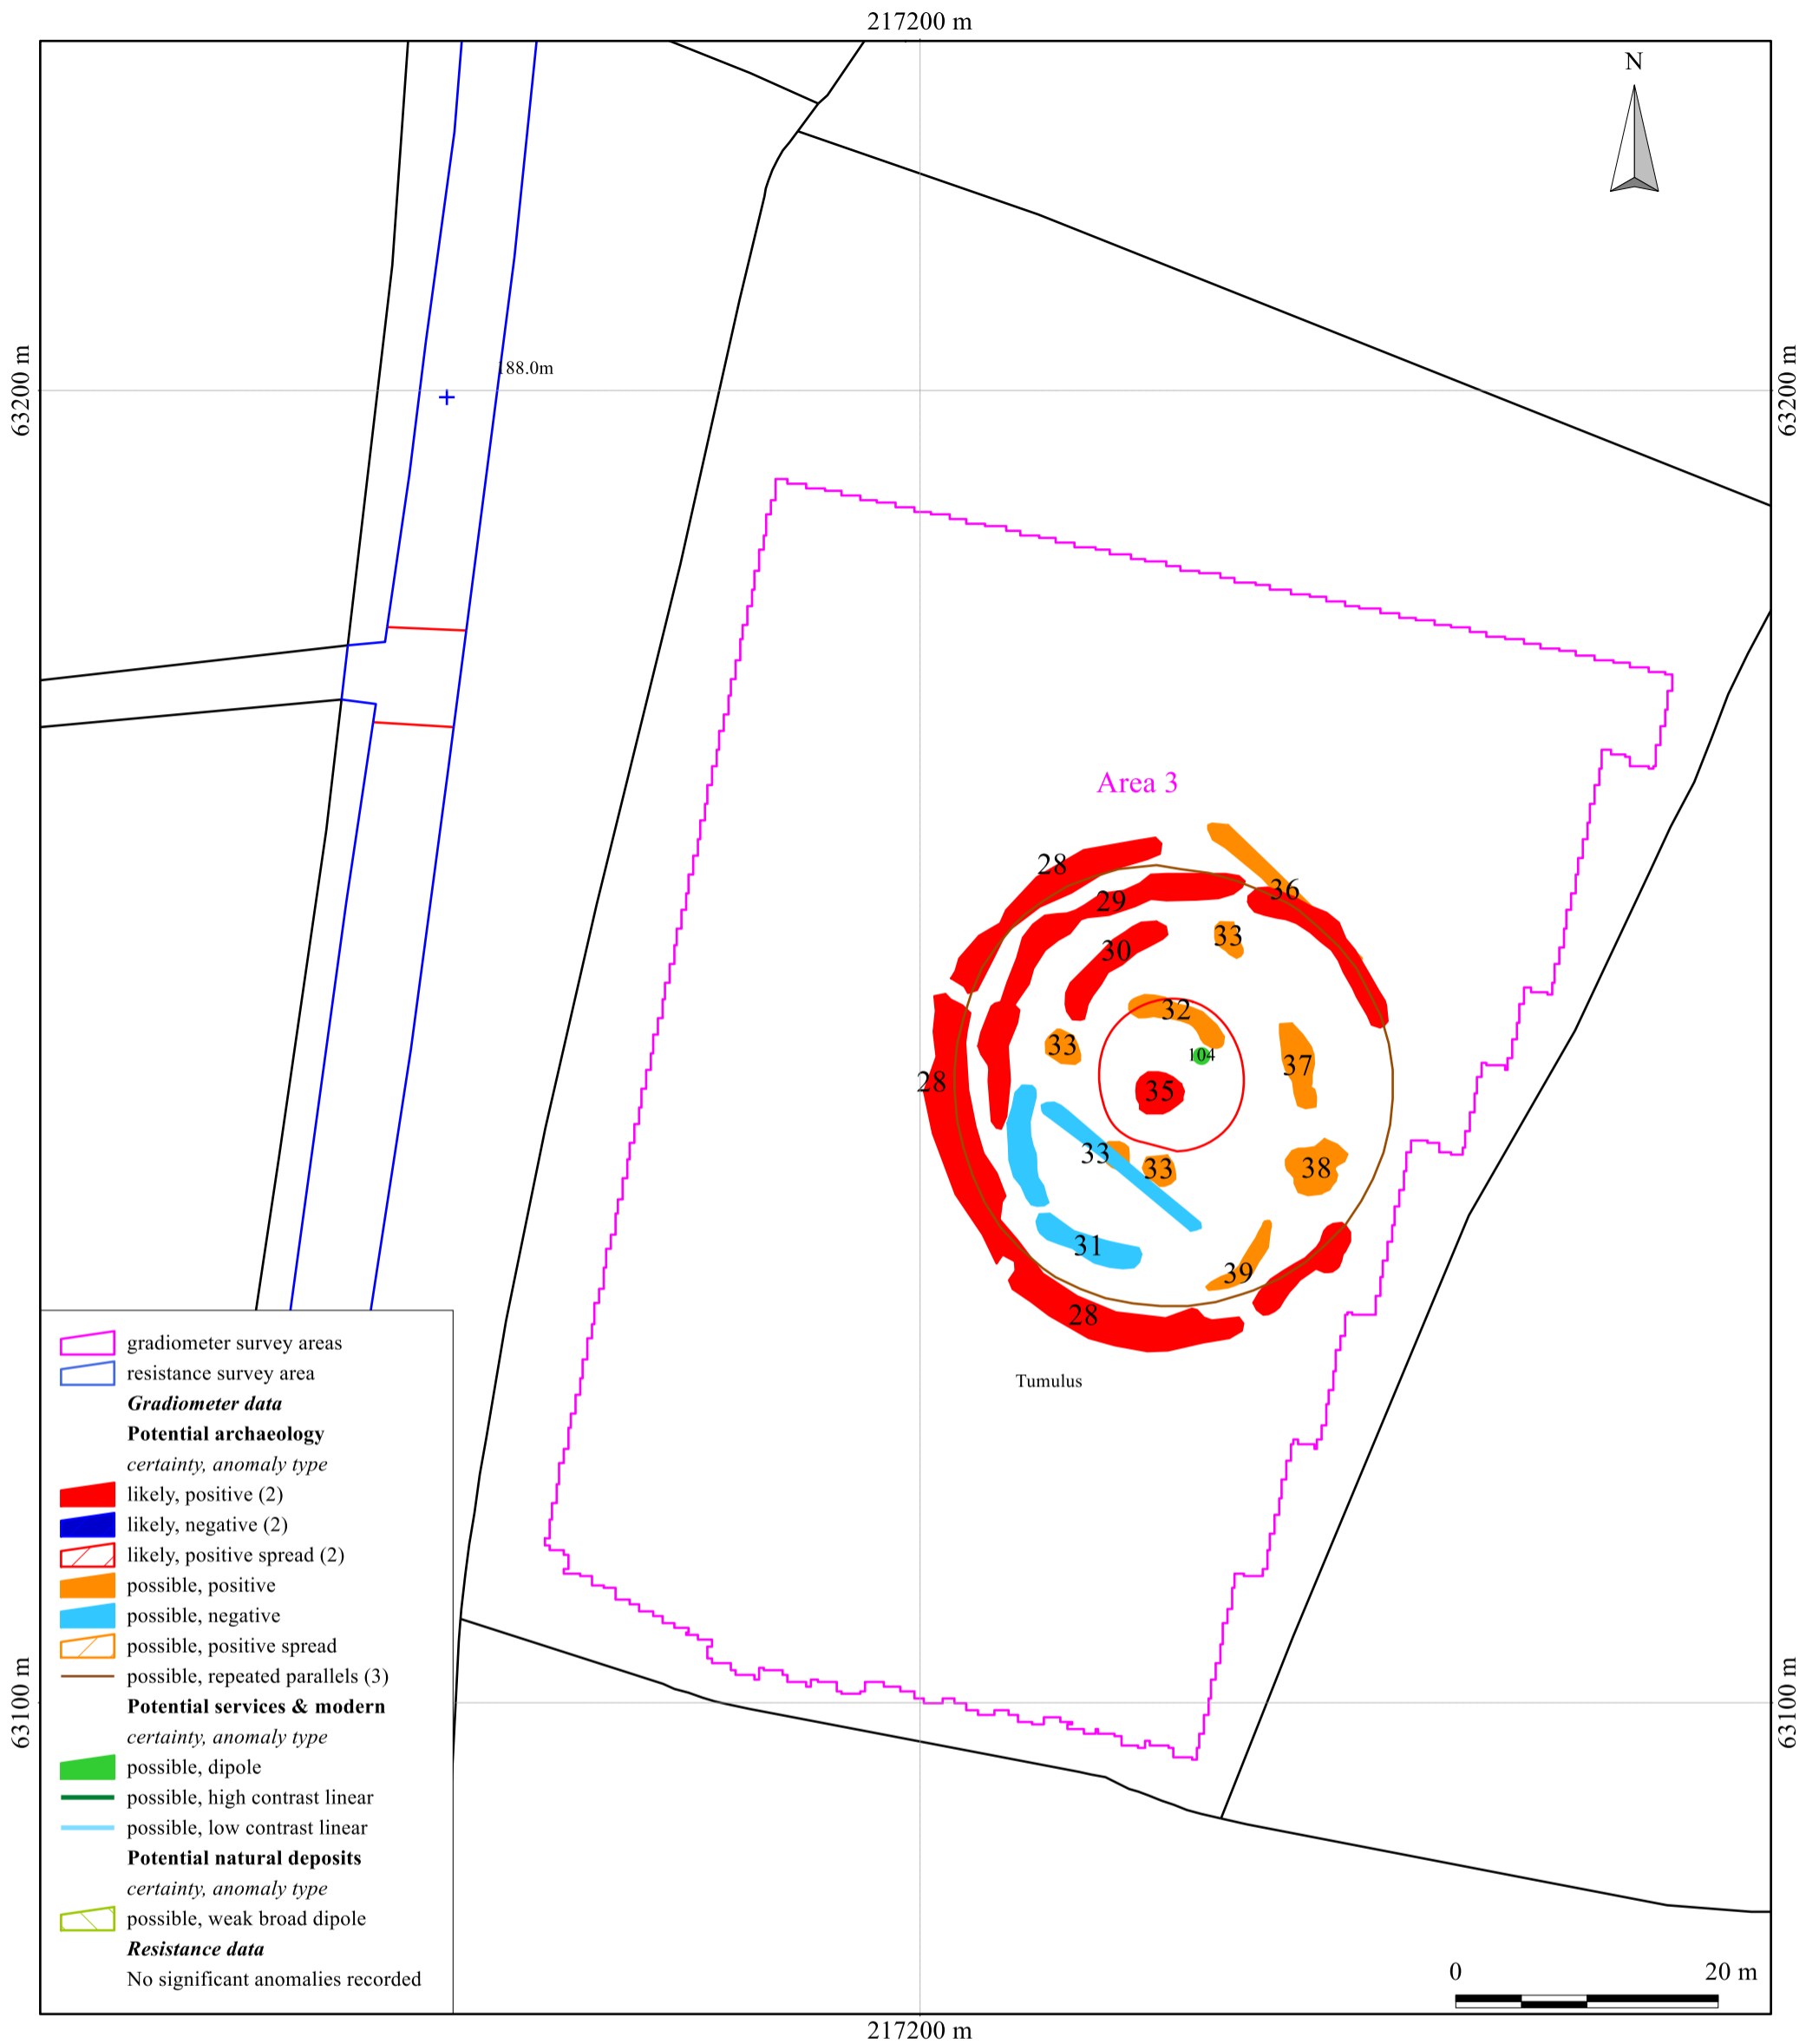 217200 m
N
63200 m
188.0m
63200 m
Area 3
28
36
29
33
30
32
33
104
37
28
35
33
33
38
31
39
28
Tumulus
gradiometer survey areas
resistance survey area
Gradiometer data
Potential archaeology
certainty, anomaly type
likely, positive (2)
likely, negative (2)
likely, positive spread (2)
possible, positive
possible, negative
possible, positive spread
possible, repeated parallels (3)
Potential services & modern
certainty, anomaly type
possible, dipole
possible, high contrast linear
possible, low contrast linear
Potential natural deposits
certainty, anomaly type
possible, weak broad dipole
Resistance data
No significant anomalies recorded
63100 m
63100 m
0 20 m
217200 m